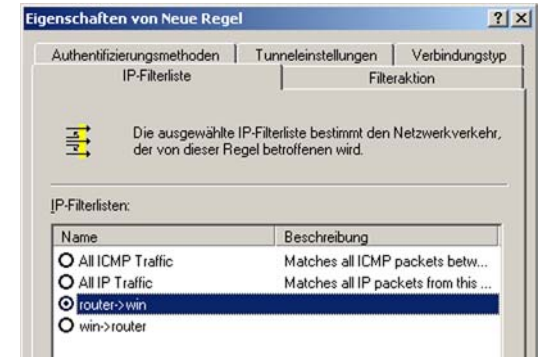 Eigenschaften von Neue Regel
Authentifizierungsmethoden Tunneleinstellungen Verbindungstyp
IP-Filterliste Filteraktion
Die ausgewählte IP-Filterliste bestimmt den Netzwerkverkehr,
der von dieser Regel betroffenen wird.
IP-Filterlisten:
Name Beschreibung
All ICMP Traffic Matches all ICMP packets betw...
All IP Traffic Matches all IP packets from this ...
router->win
win->router